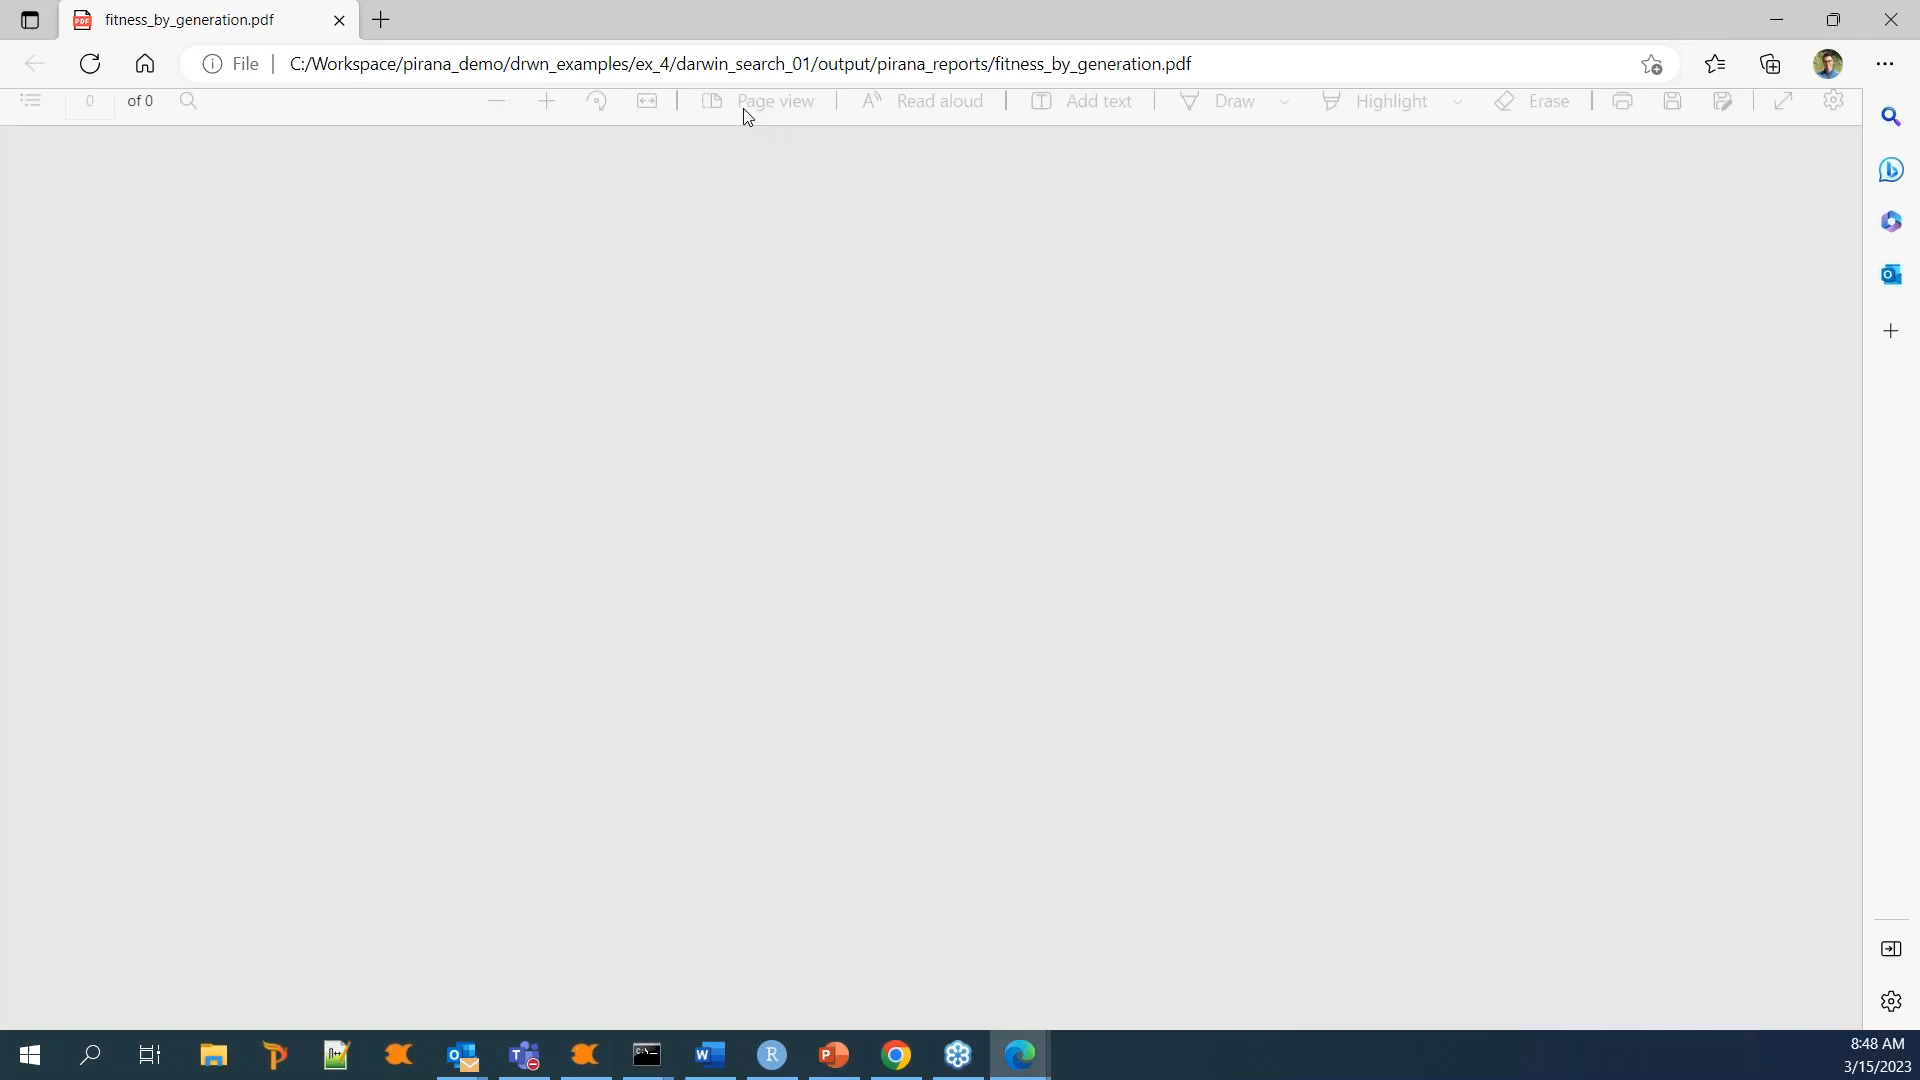 fitness_by_generation.pdf
File
C:/Workspace/pirana_demo/drwn_examples/ex_4/darwin_search_01/output/pirana_reports/fitness_by_generation.pdf
0 of 0
Page view
Read aloud
Add text
Draw
Highlight
Erase
8:48 AM
3/15/2023